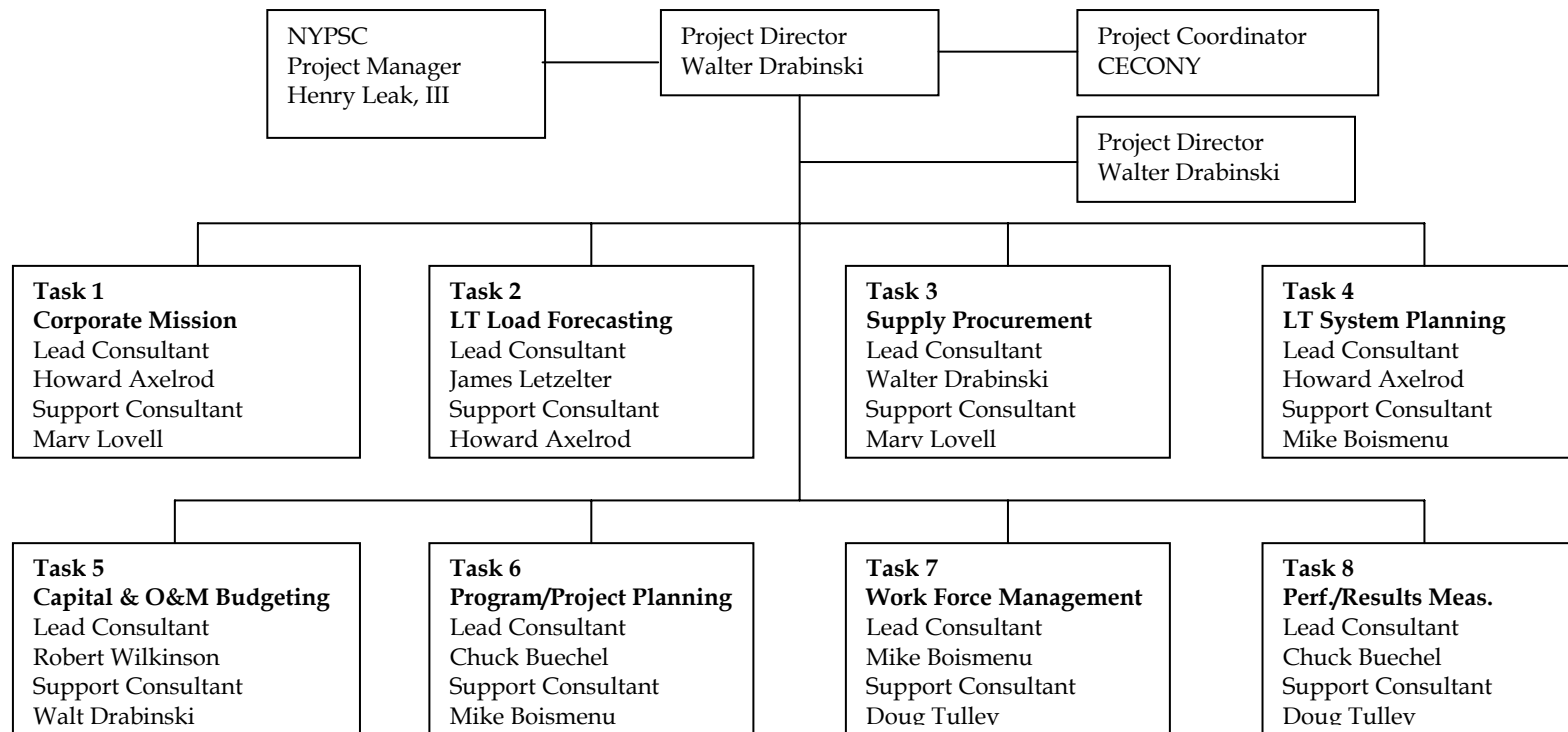 NYPSC
Project Manager
Henry Leak, III
Project Director
Walter Drabinski
Project Coordinator
CECONY
Project Director
Walter Drabinski
Task 1
Corporate Mission
Lead Consultant
Howard Axelrod
Support Consultant
Marv Lovell
Task 2
LT Load Forecasting
Lead Consultant
James Letzelter
Support Consultant
Howard Axelrod
Task 3
Supply Procurement
Lead Consultant
Walter Drabinski
Support Consultant
Marv Lovell
Task 4
LT System Planning
Lead Consultant
Howard Axelrod
Support Consultant
Mike Boismenu
Task 5
Capital & O&M Budgeting
Lead Consultant
Robert Wilkinson
Support Consultant
Walt Drabinski
Task 6
Program/Project Planning
Lead Consultant
Chuck Buechel
Support Consultant
Mike Boismenu
Task 7
Work Force Management
Lead Consultant
Mike Boismenu
Support Consultant
Doug Tulley
Task 8
Perf./Results Meas.
Lead Consultant
Chuck Buechel
Support Consultant
Doug Tulley